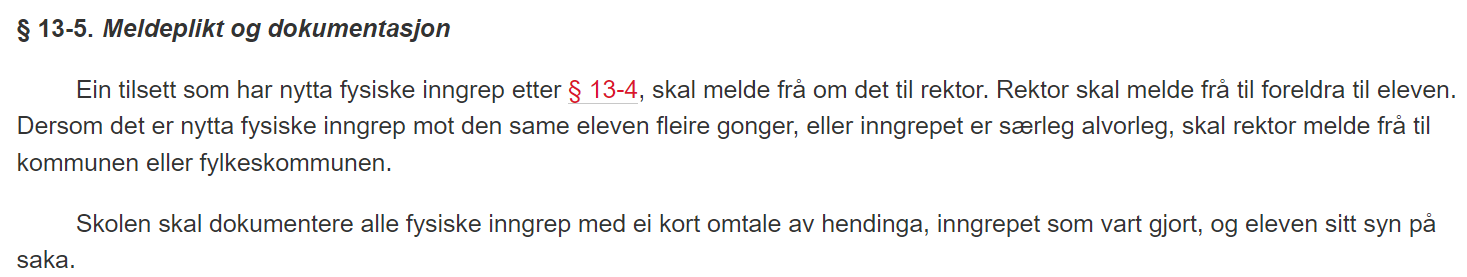 § 13-5. Meldeplikt og dokumentasjon
Ein tilsett som har nytta fysiske inngrep etter § 13-4, skal melde frå om det til rektor. Rektor skal melde frå til foreldra til eleven.
Dersom det er nytta fysiske inngrep mot den same eleven fleire gonger, eller inngrepet er særleg alvorleg, skal rektor melde frå til
kommunen eller fylkeskommunen.
Skolen skal dokumentere alle fysiske inngrep med ei kort omtale av hendinga, inngrepet som vart gjort, og eleven sitt syn på
saka.